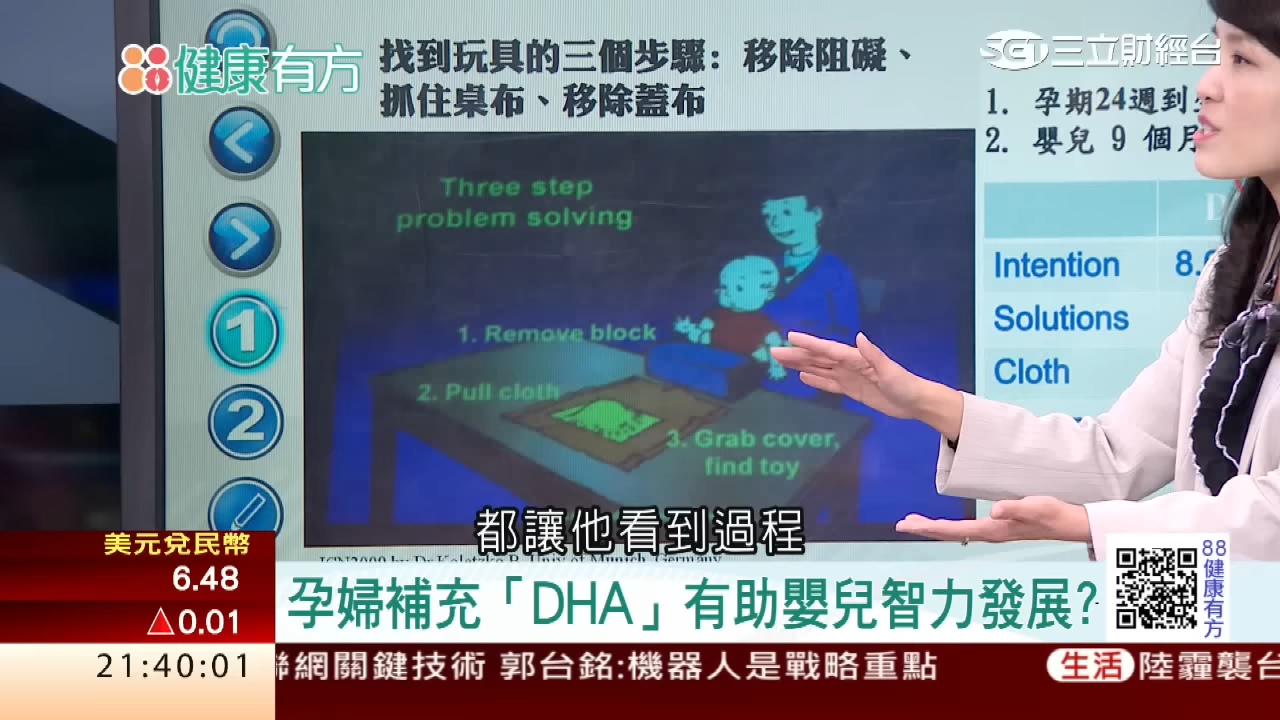 健康有方
找到玩具的三個步驟：移除阻礙、
抓住桌布、移除蓋布
SET 三立財經台
1. 孕期24週到
2. 嬰兒 9 個月
Three step
problem solving
1. Remove block
2. Pull cloth
3. Grab cover,
find toy
1
2
D
Intention 8.
Solutions
Cloth
都讓他看到過程
美元兌民幣
6.48
△0.01
孕婦補充「DHA」有助嬰兒智力發展?
88健康有方
21:40:01
聯網關鍵技術 郭台銘:機器人是戰略重點
生活 陸霾襲台